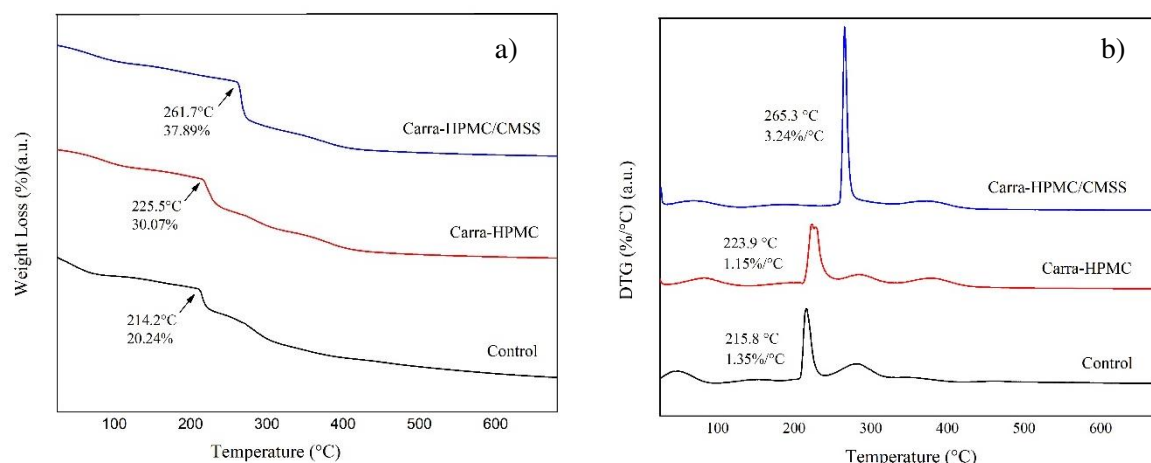 a)
261.7°C
37.89%
Carra-HPMC/CMSS
225.5°C
30.07%
Carra-HPMC
214.2°C
20.24%
Control
Weight Loss (%)(a.u.)
100 200 300 400 500 600
Temperature (°C)
b)
265.3 °C
3.24%/°C
Carra-HPMC/CMSS
223.9 °C
1.15%/°C
Carra-HPMC
215.8 °C
1.35%/°C
Control
DTG (%/°C) (a.u.)
100 200 300 400 500 600
Temperature (°C)